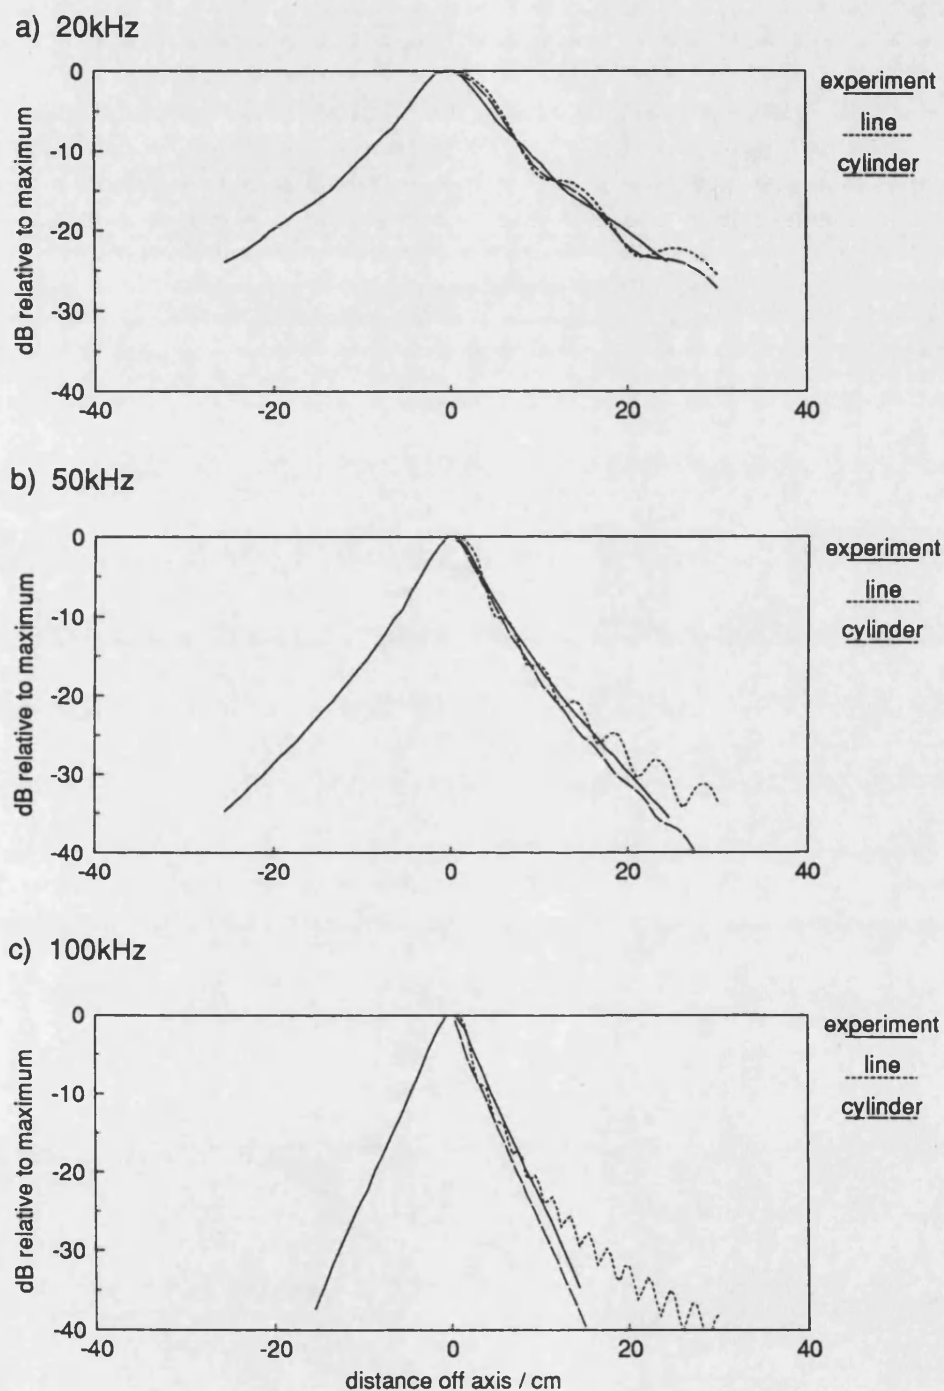 a) 20kHz
dB relative to maximum
0
-10
-20
-30
-40
-40
-20
0
20
40
experiment
line
cylinder
b) 50kHz
dB relative to maximum
0
-10
-20
-30
-40
-40
-20
0
20
40
experiment
line
cylinder
c) 100kHz
dB relative to maximum
0
-10
-20
-30
-40
-40
-20
0
20
40
experiment
line
cylinder
distance off axis / cm